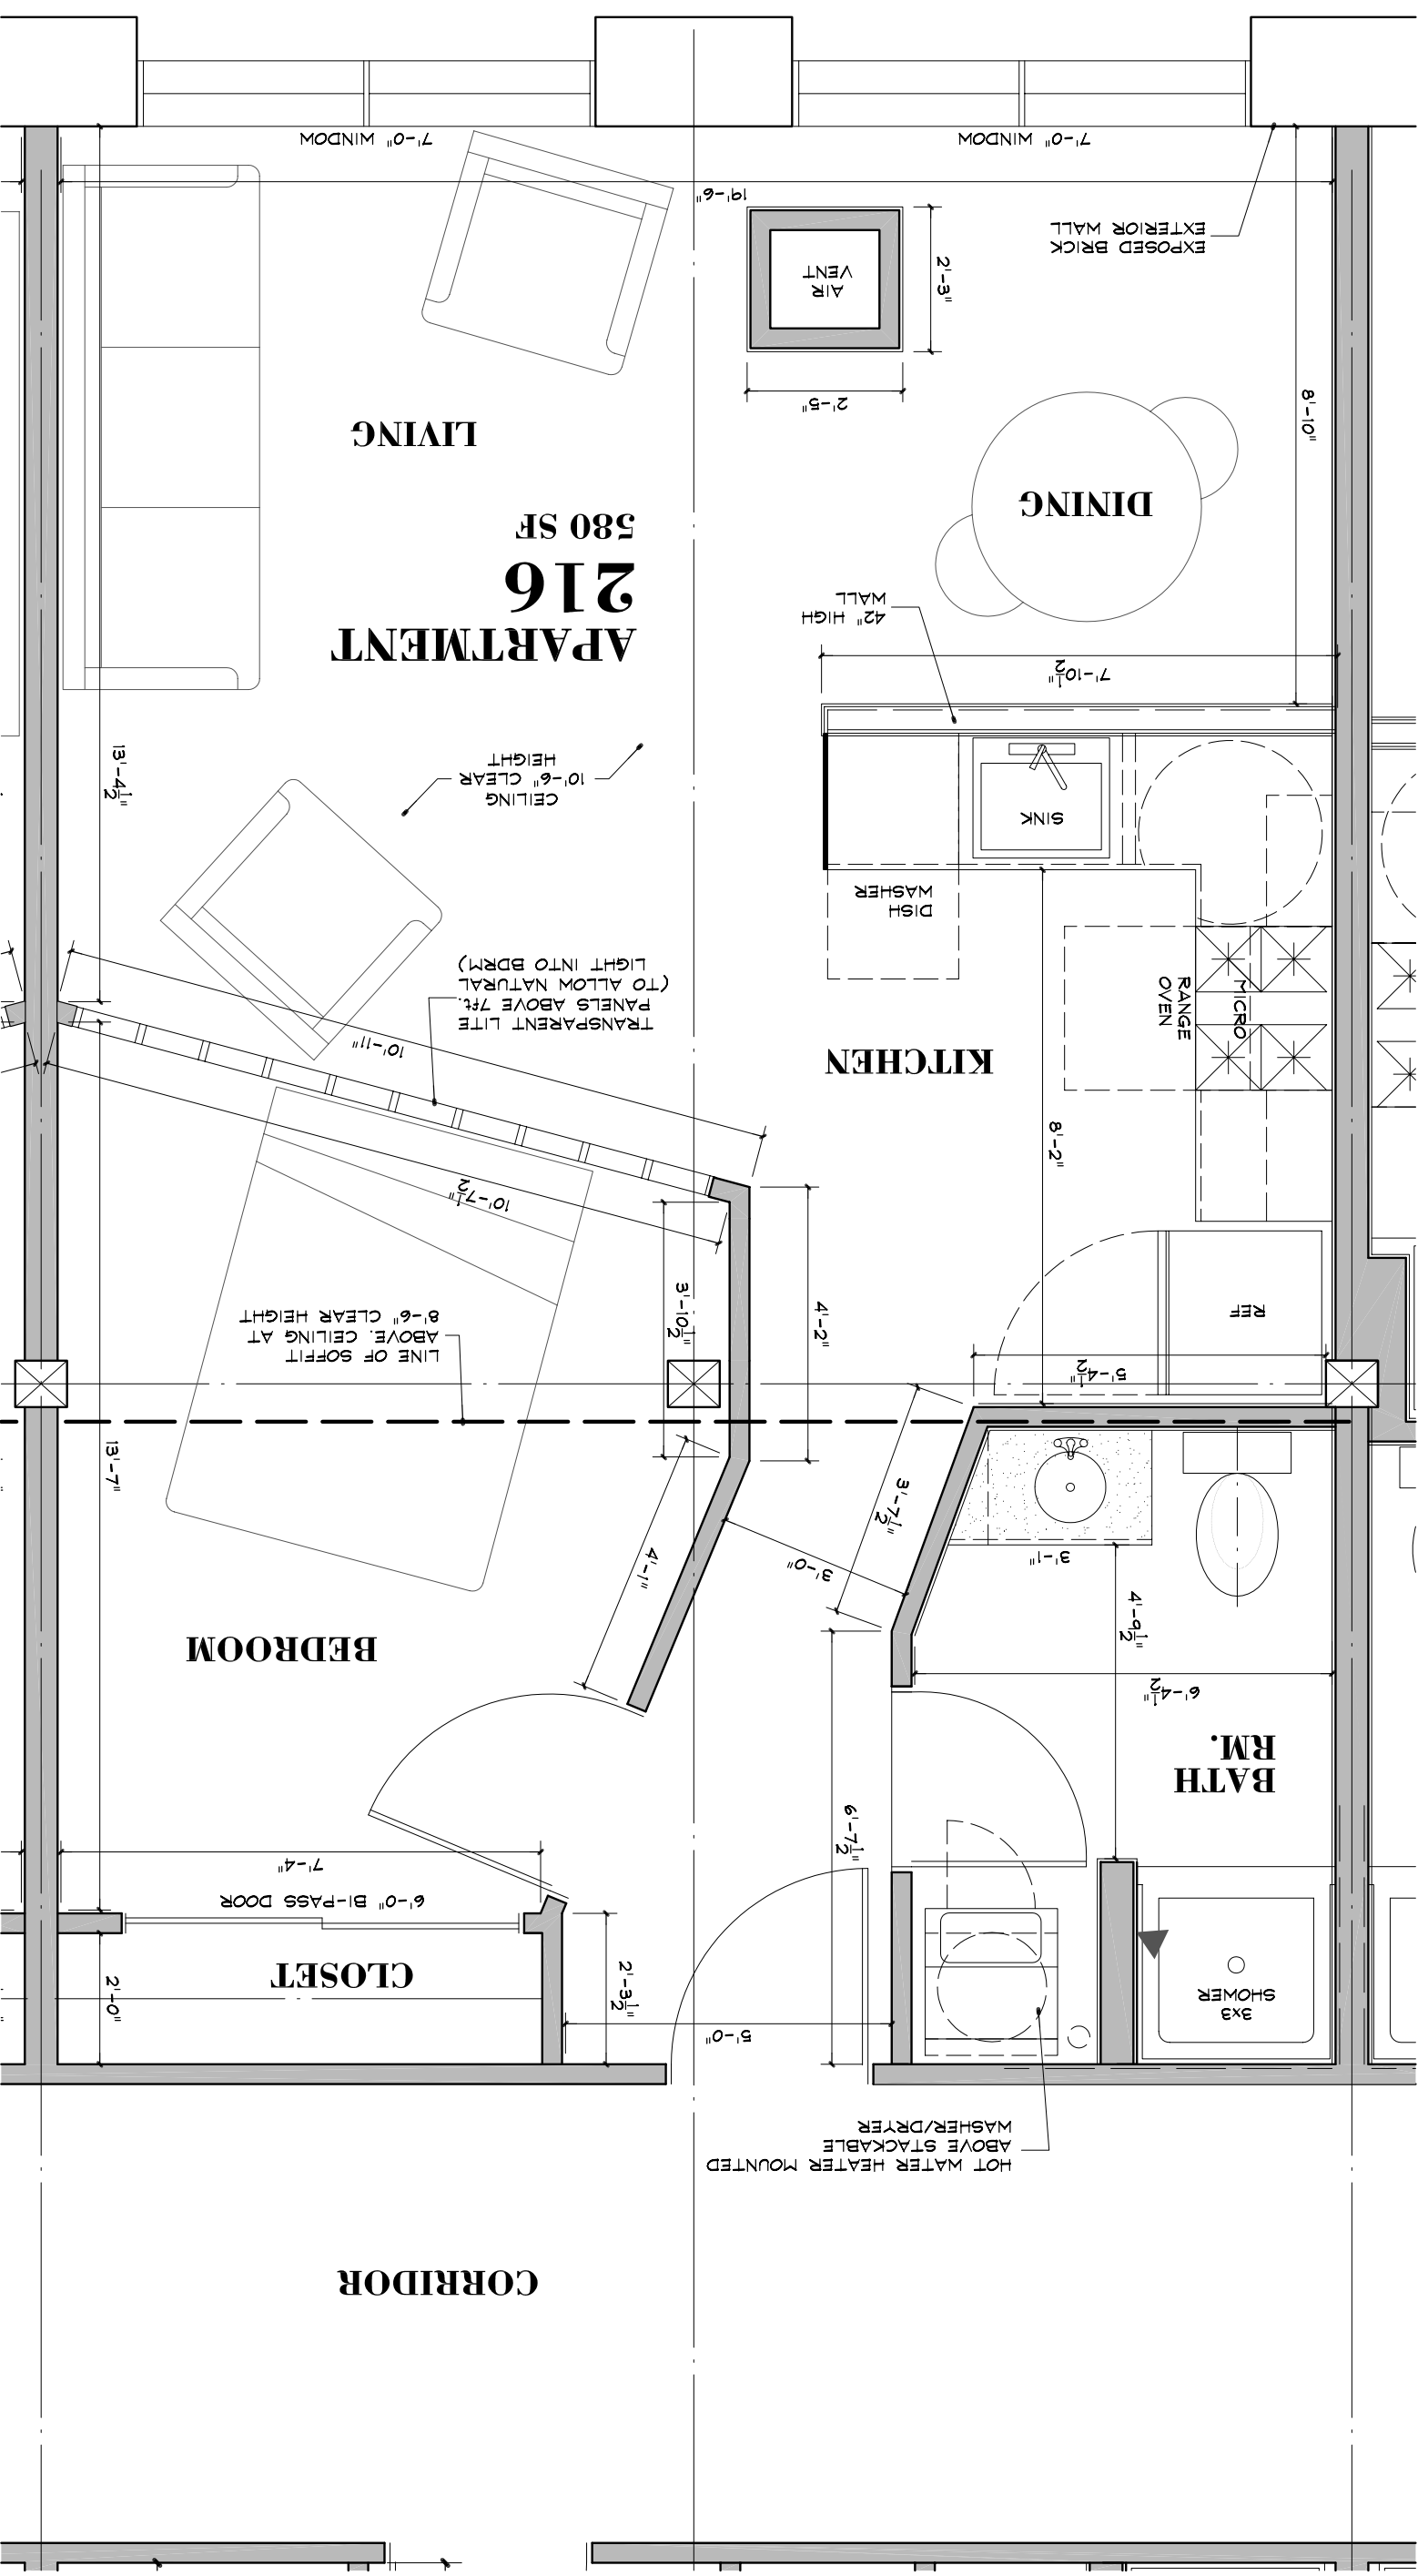 CORRIDOR
HOT WATER HEATER MOUNTED
ABOVE STACKABLE
WASHER/DRYER
3x3
SHOWER
5'-0"
2'-3½"
CLOSET
2'-0"
6'-0" BI-PASS DOOR
7'-4"
6'-7½"
BATH
RM.
6'-4½"
4'-9½"
3'-1"
BEDROOM
3'-0"
4'-1"
3'-7½"
13'-7"
5'-4½"
LINE OF SOFFIT
ABOVE. CEILING AT
8'-6" CLEAR HEIGHT
REF
4'-2"
3'-10½"
10'-7½"
8'-2"
KITCHEN
10'-11"
RANGE
OVEN
MICRO
TRANSPARENT LITE
PANELS ABOVE 7ft.
(TO ALLOW NATURAL
LIGHT INTO BDRM)
DISH
WASHER
SINK
CEILING
10'-6" CLEAR
HEIGHT
13'-4½"
7'-10½"
APARTMENT
216
580 SF
42" HIGH
WALL
DINING
LIVING
8'-10"
2'-5"
AIR
VENT
2'-3"
EXPOSED BRICK
EXTERIOR WALL
19'-6"
7'-0" WINDOW
7'-0" WINDOW